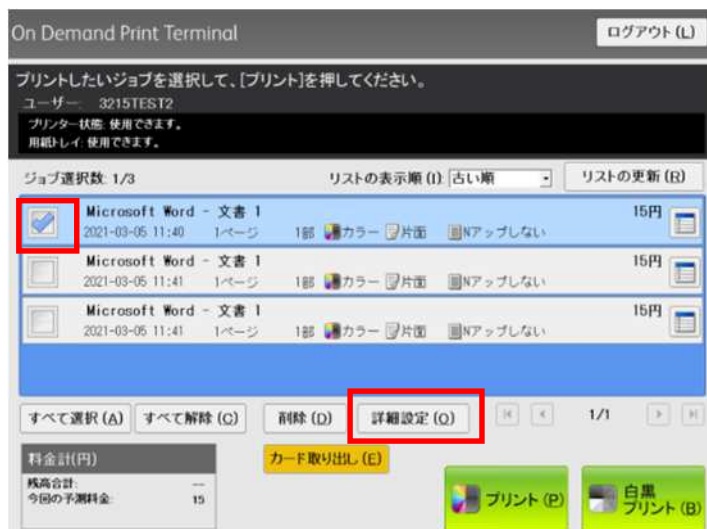 On Demand Print Terminal
ログアウト(L)
プリントしたいジョブを選択して、[プリント]を押してください。
ユーザー: 3215TEST2
プリンター状態: 使用できます。
用紙トレイ: 使用できます。
ジョブ選択数: 1/3 リストの表示順(I): 古い順 リストの更新(R)
Microsoft Word - 文書 1 15円
2021-03-05 11:40 1ページ 1部 カラー 片面 Nアップしない
Microsoft Word - 文書 1 15円
2021-03-05 11:41 1ページ 1部 カラー 片面 Nアップしない
Microsoft Word - 文書 1 15円
2021-03-05 11:41 1ページ 1部 カラー 片面 Nアップしない
すべて選択(A) すべて解除(C) 削除(D) 詳細設定(O) 1/1
料金計(円) カード取り出し(E)
残高合計: ---
今回の予測料金: 15
プリント(P)
白黒
プリント(B)